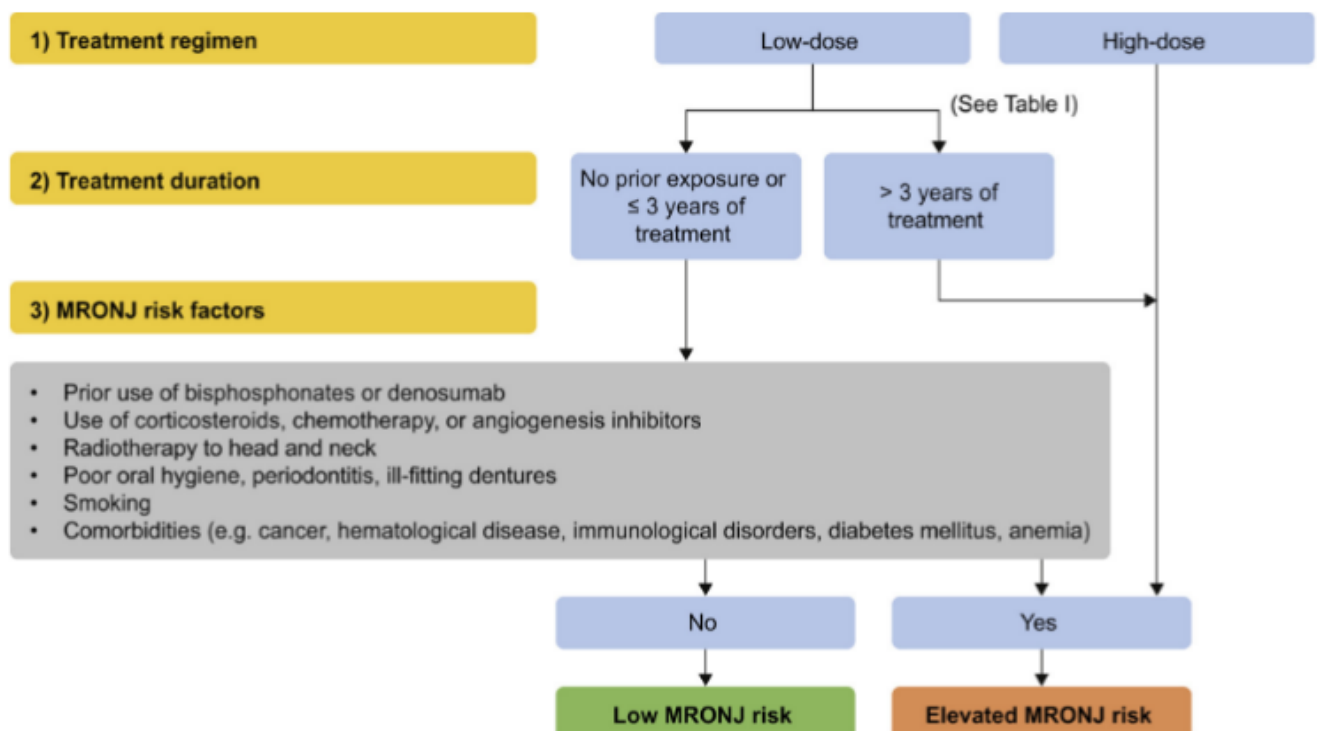 1) Treatment regimen
Low-dose
High-dose
(See Table I)
2) Treatment duration
No prior exposure or
≤ 3 years of
treatment
> 3 years of
treatment
3) MRONJ risk factors
• Prior use of bisphosphonates or denosumab
• Use of corticosteroids, chemotherapy, or angiogenesis inhibitors
• Radiotherapy to head and neck
• Poor oral hygiene, periodontitis, ill-fitting dentures
• Smoking
• Comorbidities (e.g. cancer, hematological disease, immunological disorders, diabetes mellitus, anemia)
No
Yes
Low MRONJ risk
Elevated MRONJ risk